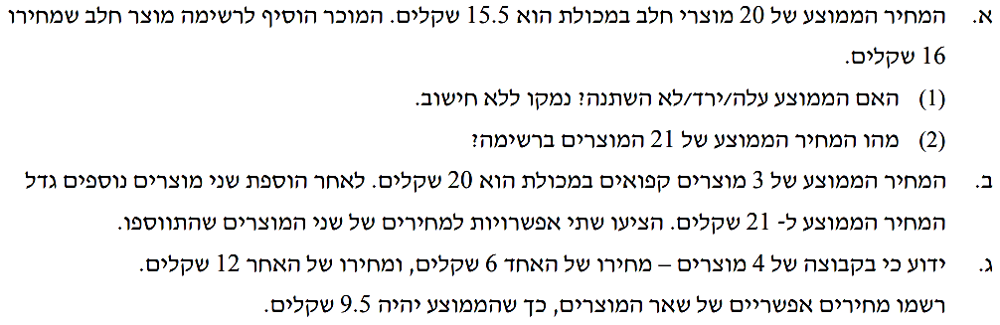 א. המחיר הממוצע של 20 מוצרי חלב במכולת הוא 15.5 שקלים. המוכר הוסיף לרשימה מוצר חלב שמחירו
16 שקלים.
(1) האם הממוצע עלה/ירד/לא השתנה? נמקו ללא חישוב.
(2) מהו המחיר הממוצע של 21 המוצרים ברשימה?
ב. המחיר הממוצע של 3 מוצרים קפואים במכולת הוא 20 שקלים. לאחר הוספת שני מוצרים נוספים גדל
המחיר הממוצע ל- 21 שקלים. הציעו שתי אפשרויות למחירים של שני המוצרים שהתווספו.
ג. ידוע כי בקבוצה של 4 מוצרים – מחירו של האחד 6 שקלים, ומחירו של האחר 12 שקלים.
רשמו מחירים אפשריים של שאר המוצרים, כך שהממוצע יהיה 9.5 שקלים.